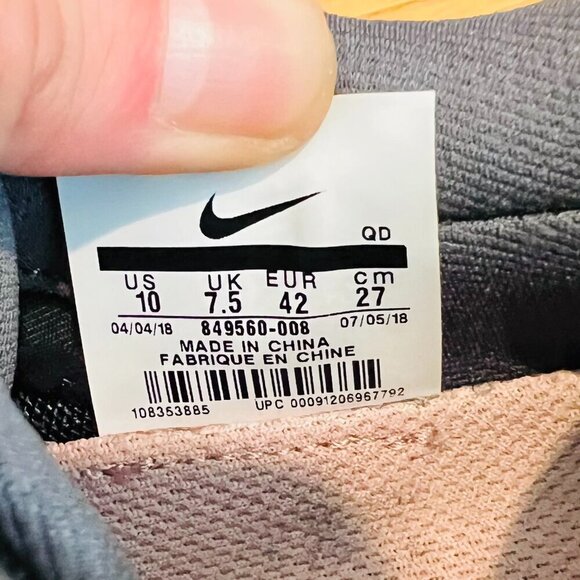 QD
US UK EUR cm
10 7.5 42 27
04/04/18 849560-008 07/05/18
MADE IN CHINA
FABRIQUE EN CHINE
108353885 UPC 00091206967792